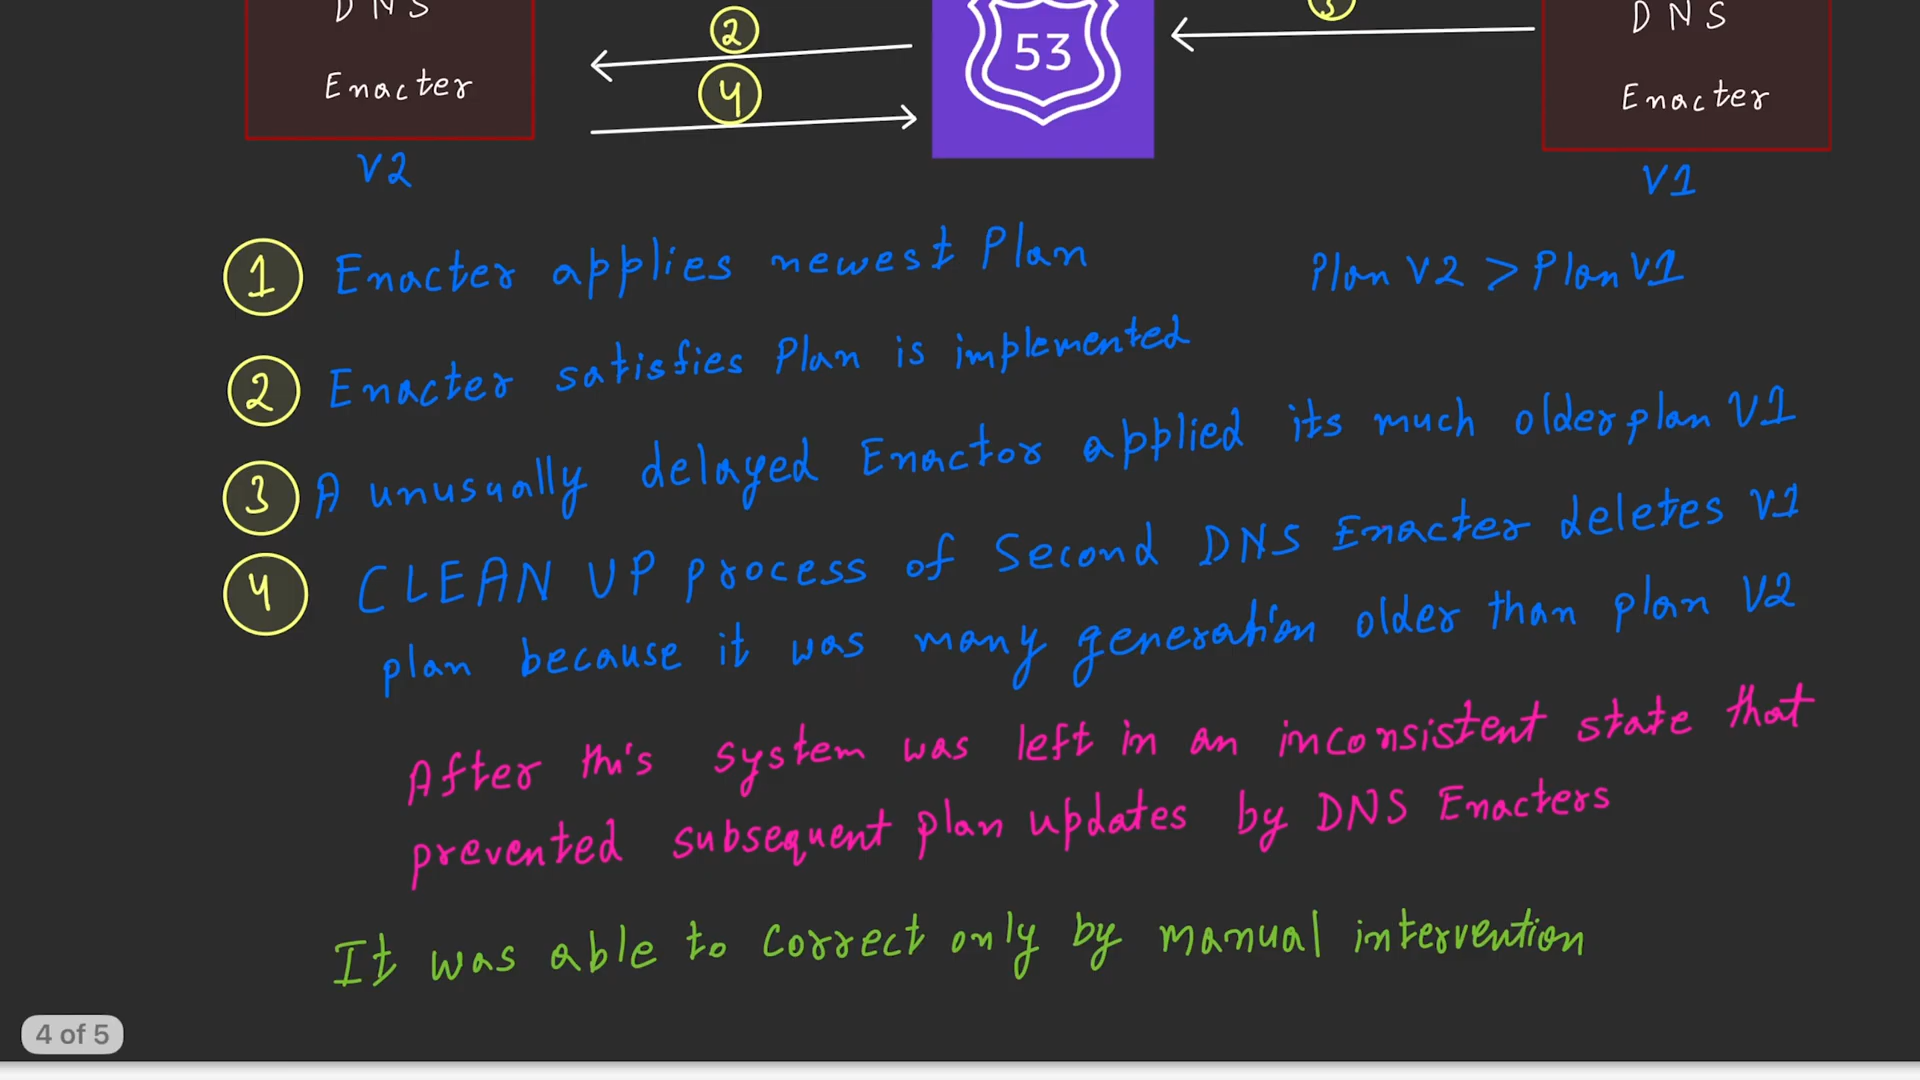 DNS
Enacter
2
4
53
3
DNS
Enacter
V2
V1
1 Enacter applies newest Plan
Plan V2 > Plan V1
2 Enacter satisfies Plan is implemented
3 A unusually delayed Enactor applied its much older plan V1
4 CLEAN UP process of Second DNS Enacter deletes V1
plan because it was many generation older than plan V2
After this system was left in an inconsistent state that
prevented subsequent plan updates by DNS Enacters
It was able to correct only by manual intervention
4 of 5